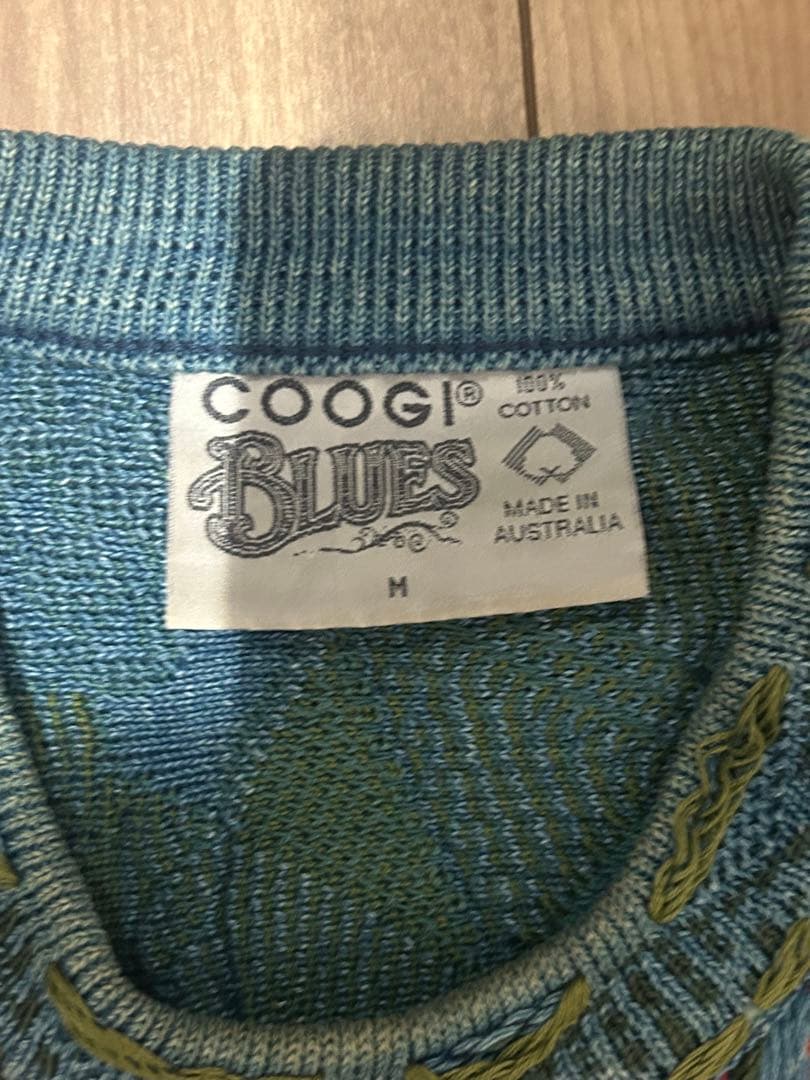 COOGI®
BLUES
M
100%
COTTON
MADE IN
AUSTRALIA